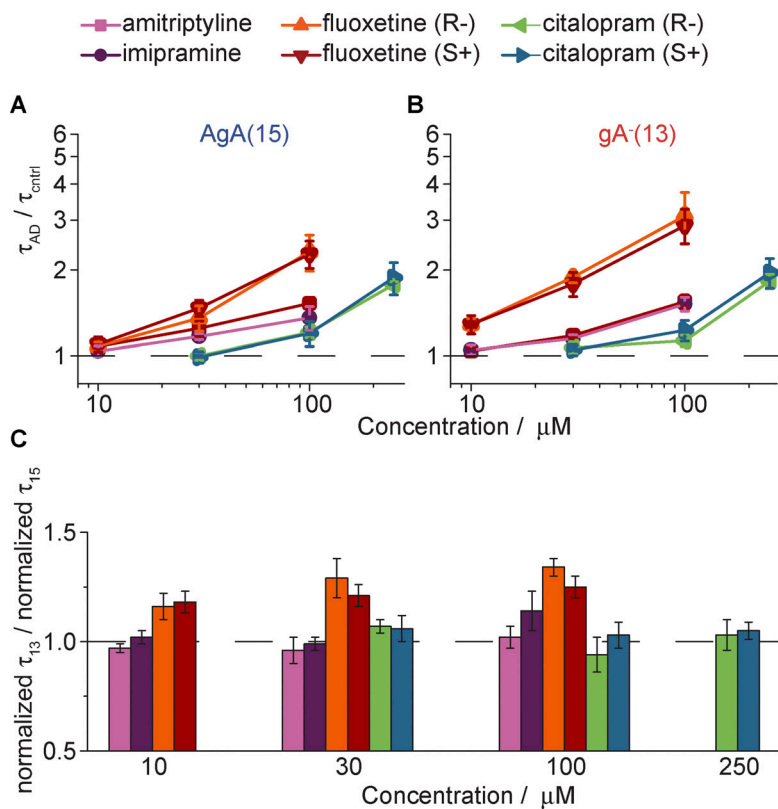 amitriptyline fluoxetine (R-) citalopram (R-)
imipramine fluoxetine (S+) citalopram (S+)
A B
AgA(15) gA⁻(13)
τAD / τcntrl
6 6
5 5
4 4
3 3
2 2
1 1
10 100 10 100
Concentration / μM
C
normalized τ13 / normalized τ15
1.5
1.0
0.5
10 30 100 250
Concentration / μM